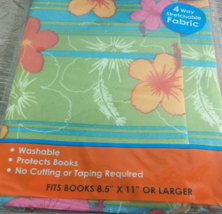 4 Way
Stretchable
Fabric
• Washable
• Protects Books
• No Cutting or Taping Required
FITS BOOKS 8.5" X 11" OR LARGER